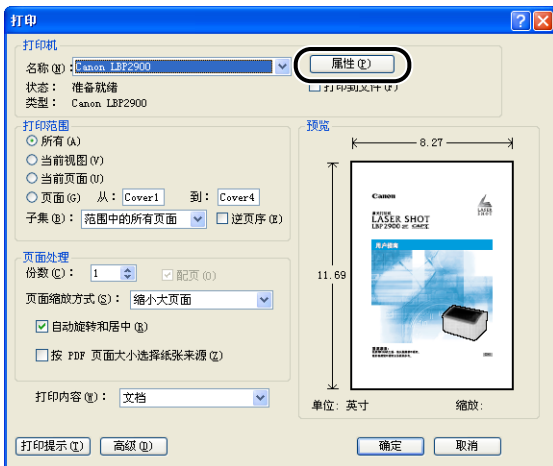 打印
打印机
名称(N): Canon LBP2900
属性(P)
状态: 准备就绪
打印到文件(F)
类型: Canon LBP2900
打印范围
所有(A)
当前视图(V)
当前页面(U)
页面(G) 从: Cover1 到: Cover4
子集(B): 范围中的所有页面 逆页序(E)
页面处理
份数(C): 1 配页(O)
页面缩放方式(S): 缩小大页面
自动旋转和居中(R)
按 PDF 页面大小选择纸张来源(Z)
打印内容(W): 文档
预览
8.27
11.69
Canon
LASER SHOT
激光打印机
LASER SHOT
LBP2900
用户指南
单位: 英寸 缩放:
打印提示(T) 高级(D) 确定 取消